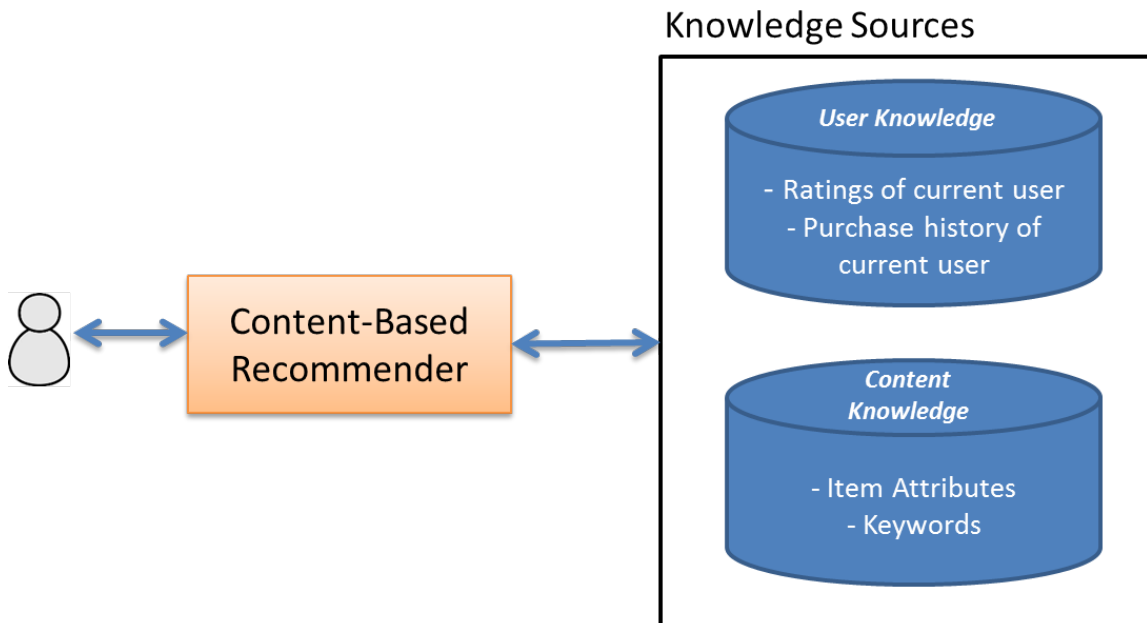 Knowledge Sources
User Knowledge
- Ratings of current user
- Purchase history of
current user
Content-Based
Recommender
Content
Knowledge
- Item Attributes
- Keywords